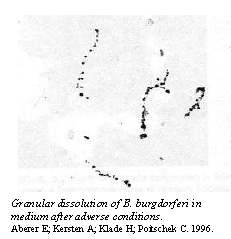 Granular dissolution of B. burgdorferi in
medium after adverse conditions.
Aberer E; Kersten A; Klade H; Poitschek C. 1996.